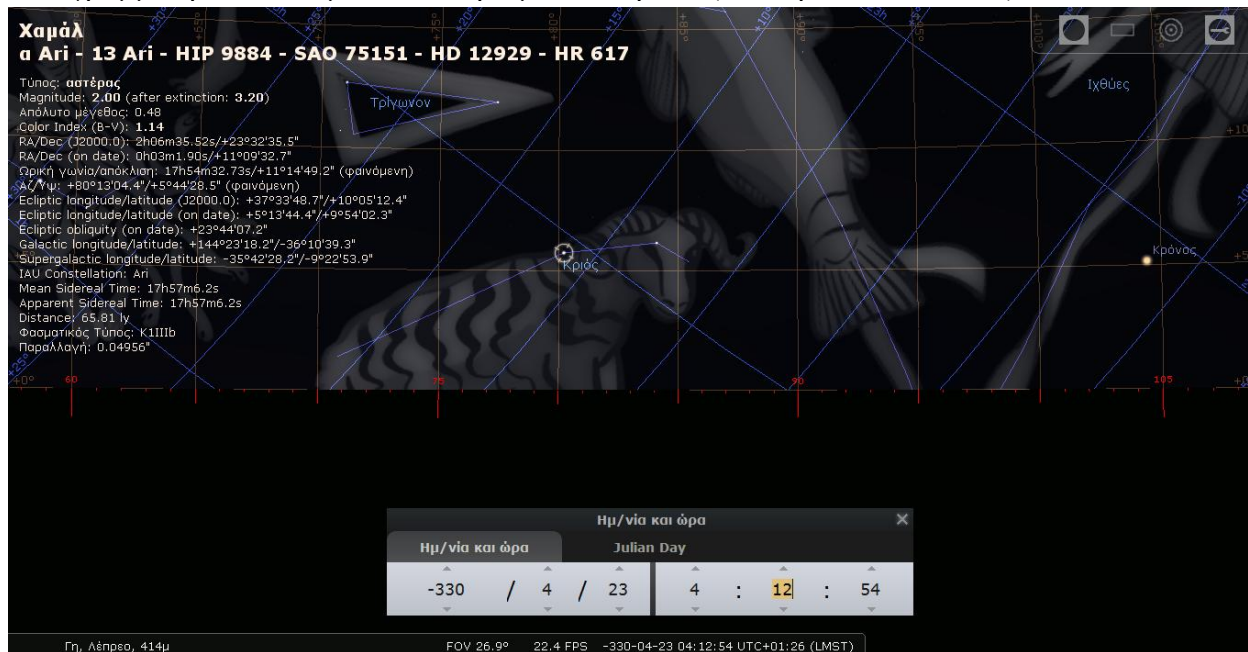 Χαμάλ
α Ari - 13 Ari - HIP 9884 - SAO 75151 - HD 12929 - HR 617
Τύπος: αστέρας
Magnitude: 2.00 (after extinction: 3.20)
Απόλυτο μέγεθος: 0.48
Color Index (B-V): 1.14
RA/Dec (J2000.0): 2h06m35.52s/+23°32'35.5"
RA/Dec (on date): 0h03m1.90s/+11°09'32.7"
Ωρική γωνία/απόκλιση: 17h54m32.73s/+11°14'49.2" (φαινόμενη)
Αζ/Υψ: +80°13'04.4"/+5°44'28.5" (φαινόμενη)
Ecliptic longitude/latitude (J2000.0): +37°33'48.7"/+10°05'12.4"
Ecliptic longitude/latitude (on date): +5°13'44.4"/+9°54'02.3"
Ecliptic obliquity (on date): +23°44'07.2"
Galactic longitude/latitude: +144°23'18.2"/-36°10'39.3"
Supergalactic longitude/latitude: -35°42'28.2"/-9°22'53.9"
IAU Constellation: Ari
Mean Sidereal Time: 17h57m6.2s
Apparent Sidereal Time: 17h57m6.2s
Distance: 65.81 ly
Φασματικός Τύπος: K1IIIb
Παραλλαγή: 0.04956"
Τρίγωνον
Ιχθύες
Κριός
Κρόνος
+0° 60 75 90 105
Ημ/νία και ώρα
Ημ/νία και ώρα Julian Day
-330 / 4 / 23 4 : 12 : 54
Γη, Λέπρεο, 414μ FOV 26.9° 22.4 FPS -330-04-23 04:12:54 UTC+01:26 (LMST)